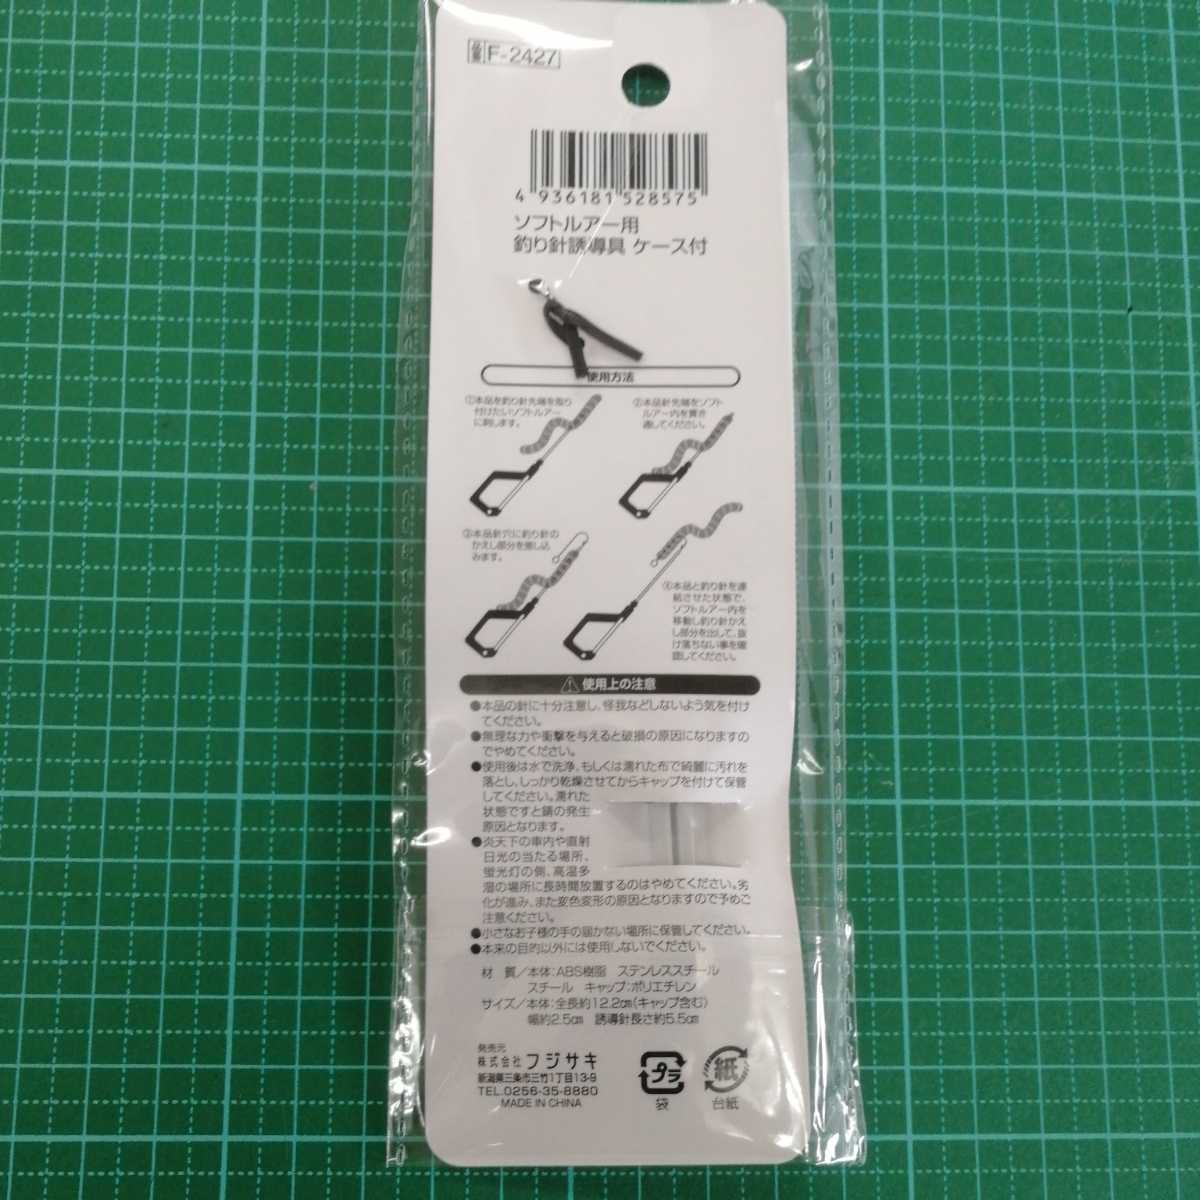 品番 F-2427
4 936181 528575
ソフトルアー用
釣り針誘導具 ケース付
使用方法
①本品を釣り針先端を取り
付けたいソフトルアー
に刺します。
②本品針先端をソフト
ルアー内を貫き
通してください。
③本品針穴に釣り針の
かえし部分を差し込
みます。
④本品と釣り針を連
結させた状態で、
ソフトルアー内を
移動し釣り針かえ
し部分を出して、抜
け落ちない事を確
認してください。
使用上の注意
●本品の針に十分注意し、怪我などしないよう気を付け
てください。
●無理な力や衝撃を与えると破損の原因になりますの
でやめてください。
●使用後は水で洗浄、もしくは濡れた布で綺麗に汚れを
落とし、しっかり乾燥させてからキャップを付けて保管
してください。濡れた
状態ですと錆の発生
原因となります。
●炎天下の車内や直射
日光の当たる場所、
蛍光灯の側、高温多
湿の場所に長時間放置するのはやめてください。劣
化が進み、また変色変形の原因となりますので予めご
注意ください。
●小さなお子様の手の届かない場所に保管してください。
●本来の目的以外には使用しないでください。
材 質/本体:ABS樹脂 ステンレススチール
スチール キャップ:ポリエチレン
サイズ/本体:全長約12.2cm(キャップ含む)
幅約2.5cm 誘導針長さ約5.5cm
発売元
株式会社フジサキ
新潟県三条市三竹1丁目13-9
TEL.0256-35-8880
MADE IN CHINA
プラ
袋
紙
台紙